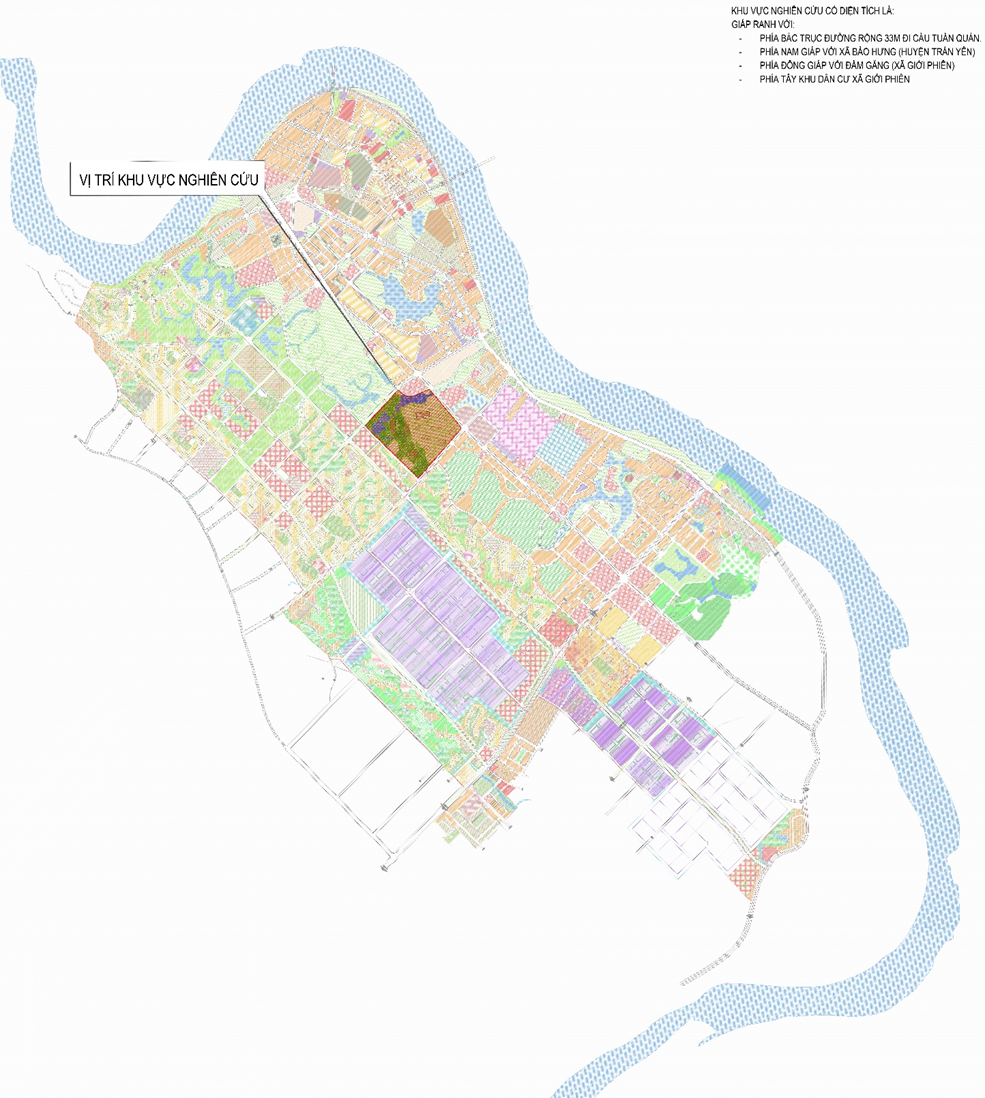 KHU VỰC NGHIÊN CỨU CÓ DIỆN TÍCH LÀ:
GIÁP RANH VỚI:
- PHÍA BẮC TRỤC ĐƯỜNG RỘNG 33M ĐI CẦU TUẦN QUÁN.
- PHÍA NAM GIÁP VỚI XÃ BẢO HƯNG (HUYỆN TRẤN YÊN)
- PHÍA ĐÔNG GIÁP VỚI ĐẦM GÁNG (XÃ GIỚI PHIÊN)
- PHÍA TÂY KHU DÂN CƯ XÃ GIỚI PHIÊN
VỊ TRÍ KHU VỰC NGHIÊN CỨU